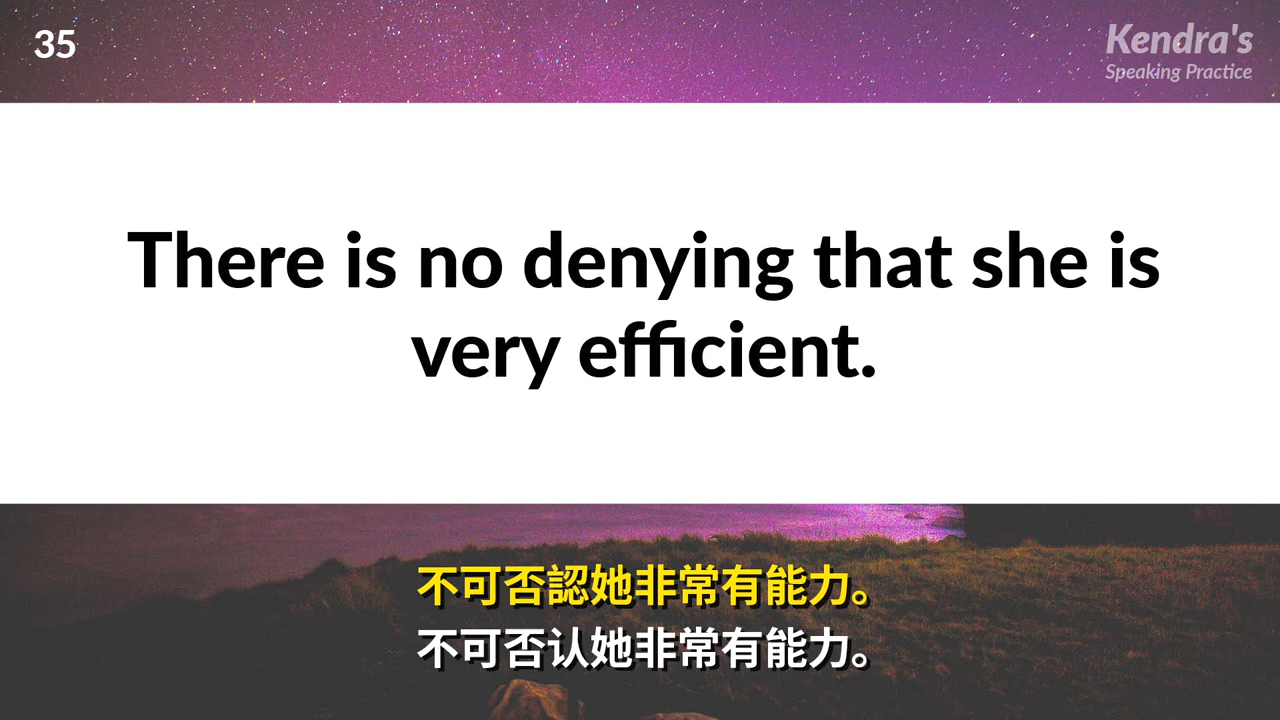 35
Kendra's
Speaking Practice
There is no denying that she is
very efficient.
不可否認她非常有能力。
不可否认她非常有能力。